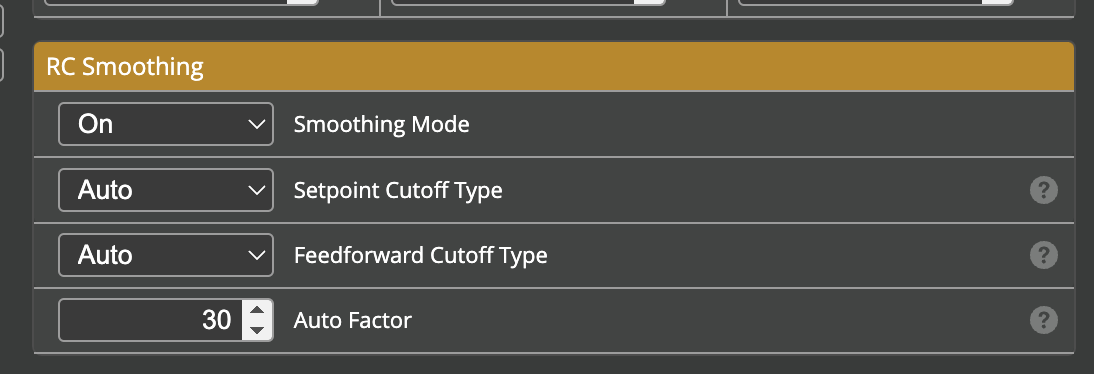 RC Smoothing
On Smoothing Mode
Auto Setpoint Cutoff Type ?
Auto Feedforward Cutoff Type ?
30 Auto Factor ?